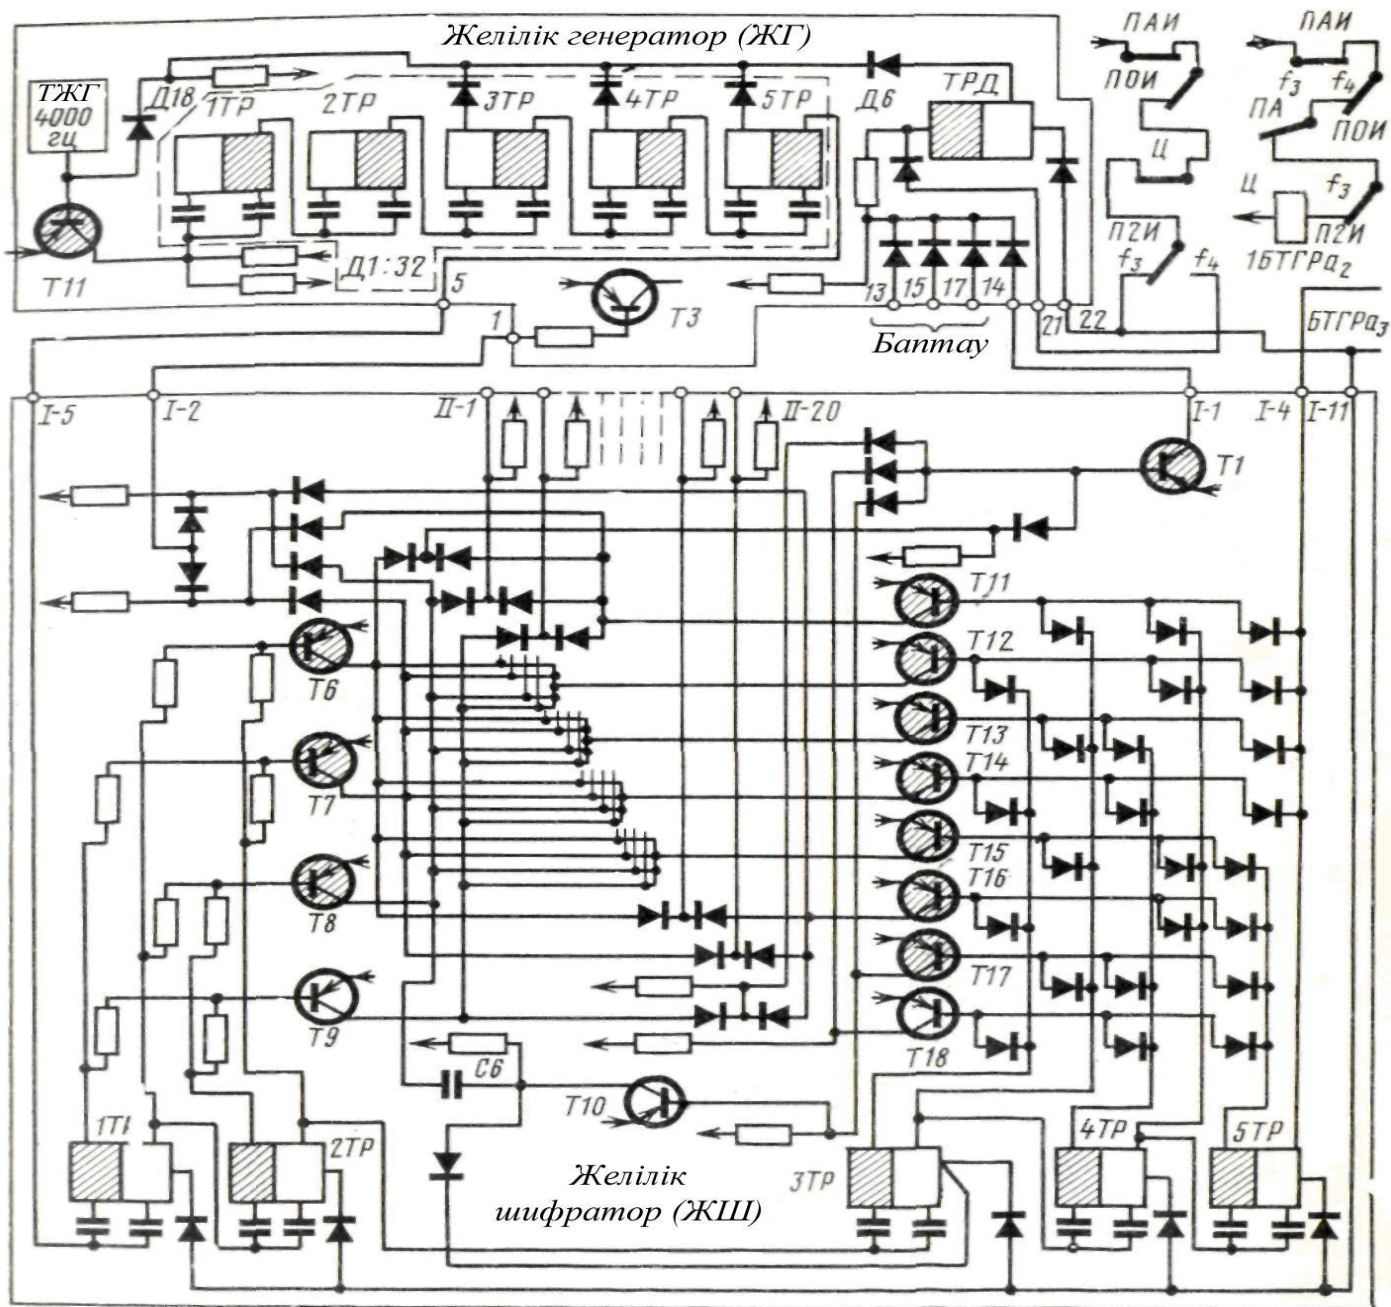 Желілік генератор (ЖГ)
ПАИ
ПАИ
ТЖГ
4000
гц
Д18
1ТР
2ТР
3ТР
4ТР
5ТР
Д6
ТРД
ПОИ
f3
f4
ПА
ПОИ
Ц
Ц
f3
П2И
f3
f4
П2И
1БТГРа2
Т11
Д1:32
5
1
Т3
13
15
17
14
21
22
Баптау
БТГРа3
I-5
I-2
II-1
II-20
I-1
I-4
I-11
Т1
Т11
Т12
Т6
Т13
Т7
Т14
Т15
Т8
Т16
Т17
Т9
Т18
С6
Т10
1ТР
2ТР
3ТР
4ТР
5ТР
Желілік
шифратор (ЖШ)